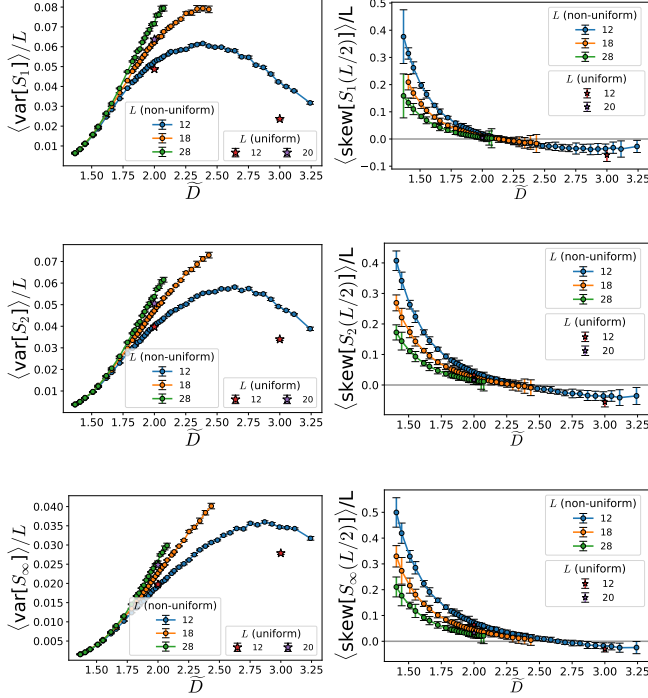 ⟨var[S₁]⟩/L
0.08
0.07
0.06
0.05
0.04
0.03
0.02
0.01
L (non-uniform)
12
18
28
L (uniform)
12 20
1.50 1.75 2.00 2.25 2.50 2.75 3.00 3.25
D̃
⟨skew[S₁(L/2)]⟩/L
0.5
0.4
0.3
0.2
0.1
0.0
−0.1
L (non-uniform)
12
18
28
L (uniform)
12
20
1.50 1.75 2.00 2.25 2.50 2.75 3.00 3.25
D̃
⟨var[S₂]⟩/L
0.07
0.06
0.05
0.04
0.03
0.02
0.01
L (non-uniform)
12
18
28
L (uniform)
12 20
1.50 1.75 2.00 2.25 2.50 2.75 3.00 3.25
D̃
⟨skew[S₂(L/2)]⟩/L
0.4
0.3
0.2
0.1
0.0
L (non-uniform)
12
18
28
L (uniform)
12
20
1.50 1.75 2.00 2.25 2.50 2.75 3.00 3.25
D̃
⟨var[S∞]⟩/L
0.040
0.035
0.030
0.025
0.020
0.015
0.010
0.005
L (non-uniform)
12
18
28
L (uniform)
12 20
1.50 1.75 2.00 2.25 2.50 2.75 3.00 3.25
D̃
⟨skew[S∞(L/2)]⟩/L
0.5
0.4
0.3
0.2
0.1
0.0
L (non-uniform)
12
18
28
L (uniform)
12
20
1.50 1.75 2.00 2.25 2.50 2.75 3.00 3.25
D̃